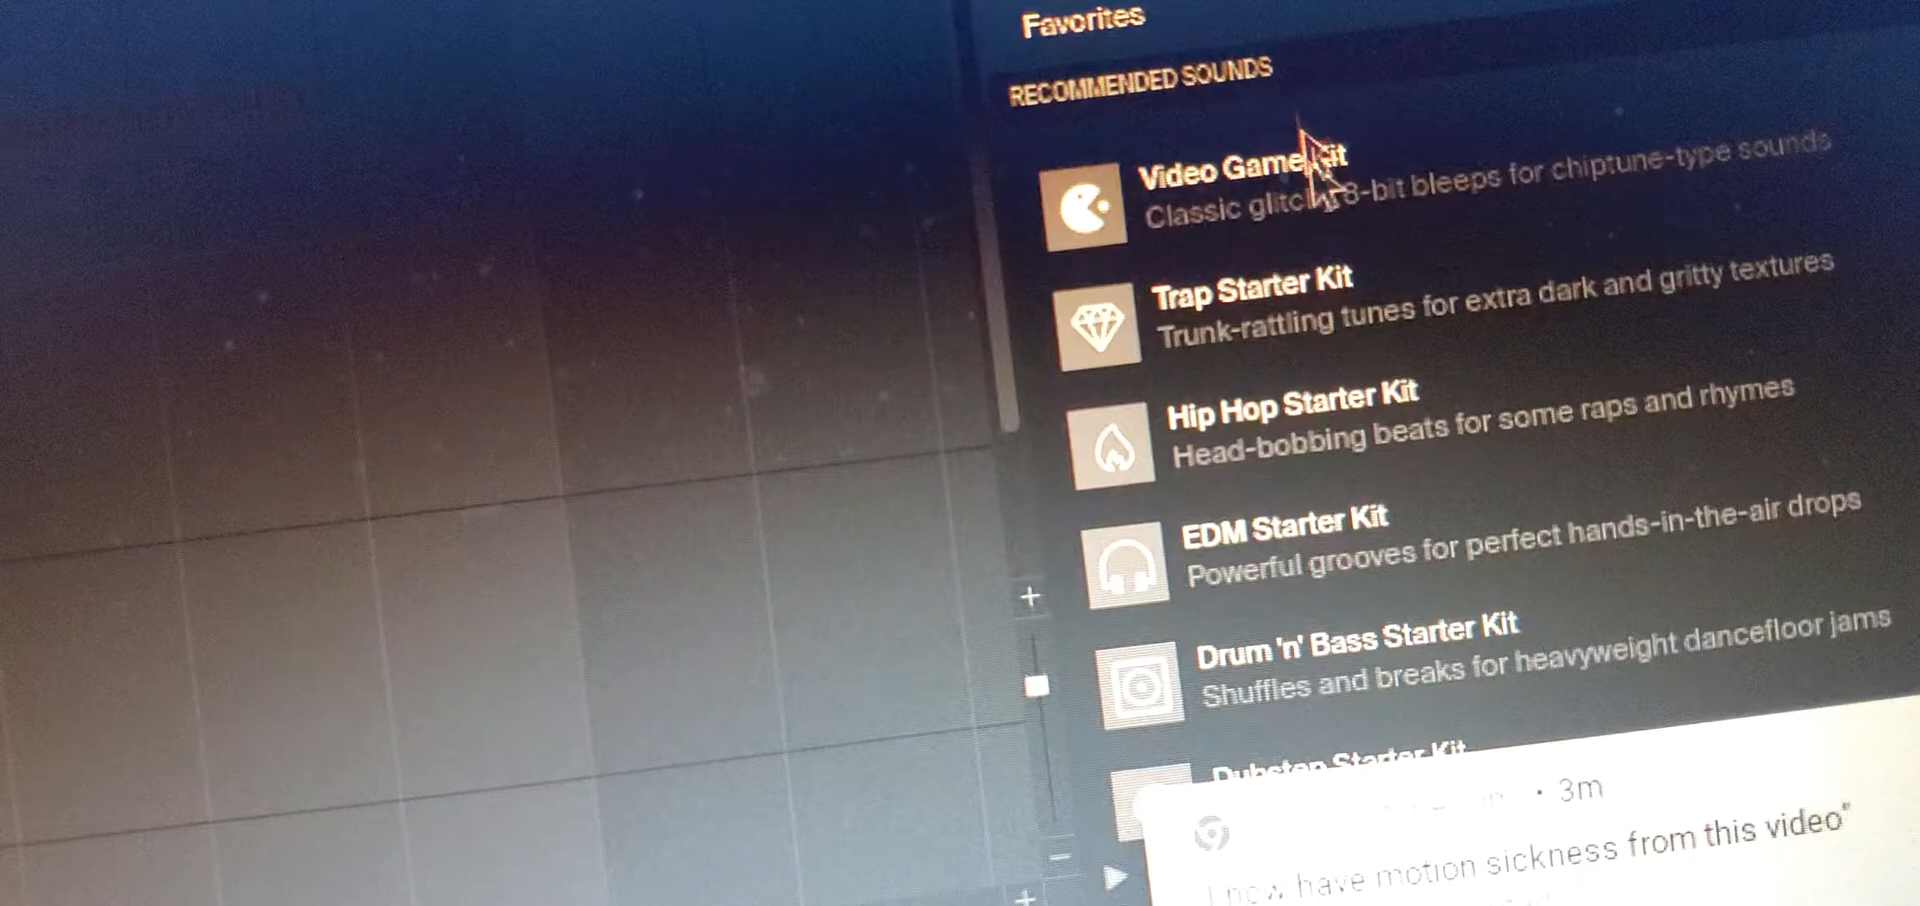 Favorites
RECOMMENDED SOUNDS
Video Game Kit
Classic glitchy 8-bit bleeps for chiptune-type sounds
Trap Starter Kit
Trunk-rattling tunes for extra dark and gritty textures
Hip Hop Starter Kit
Head-bobbing beats for some raps and rhymes
EDM Starter Kit
Powerful grooves for perfect hands-in-the-air drops
Drum 'n' Bass Starter Kit
Shuffles and breaks for heavyweight dancefloor jams
Dubstep Starter Kit
• 3m
I now have motion sickness from this video"